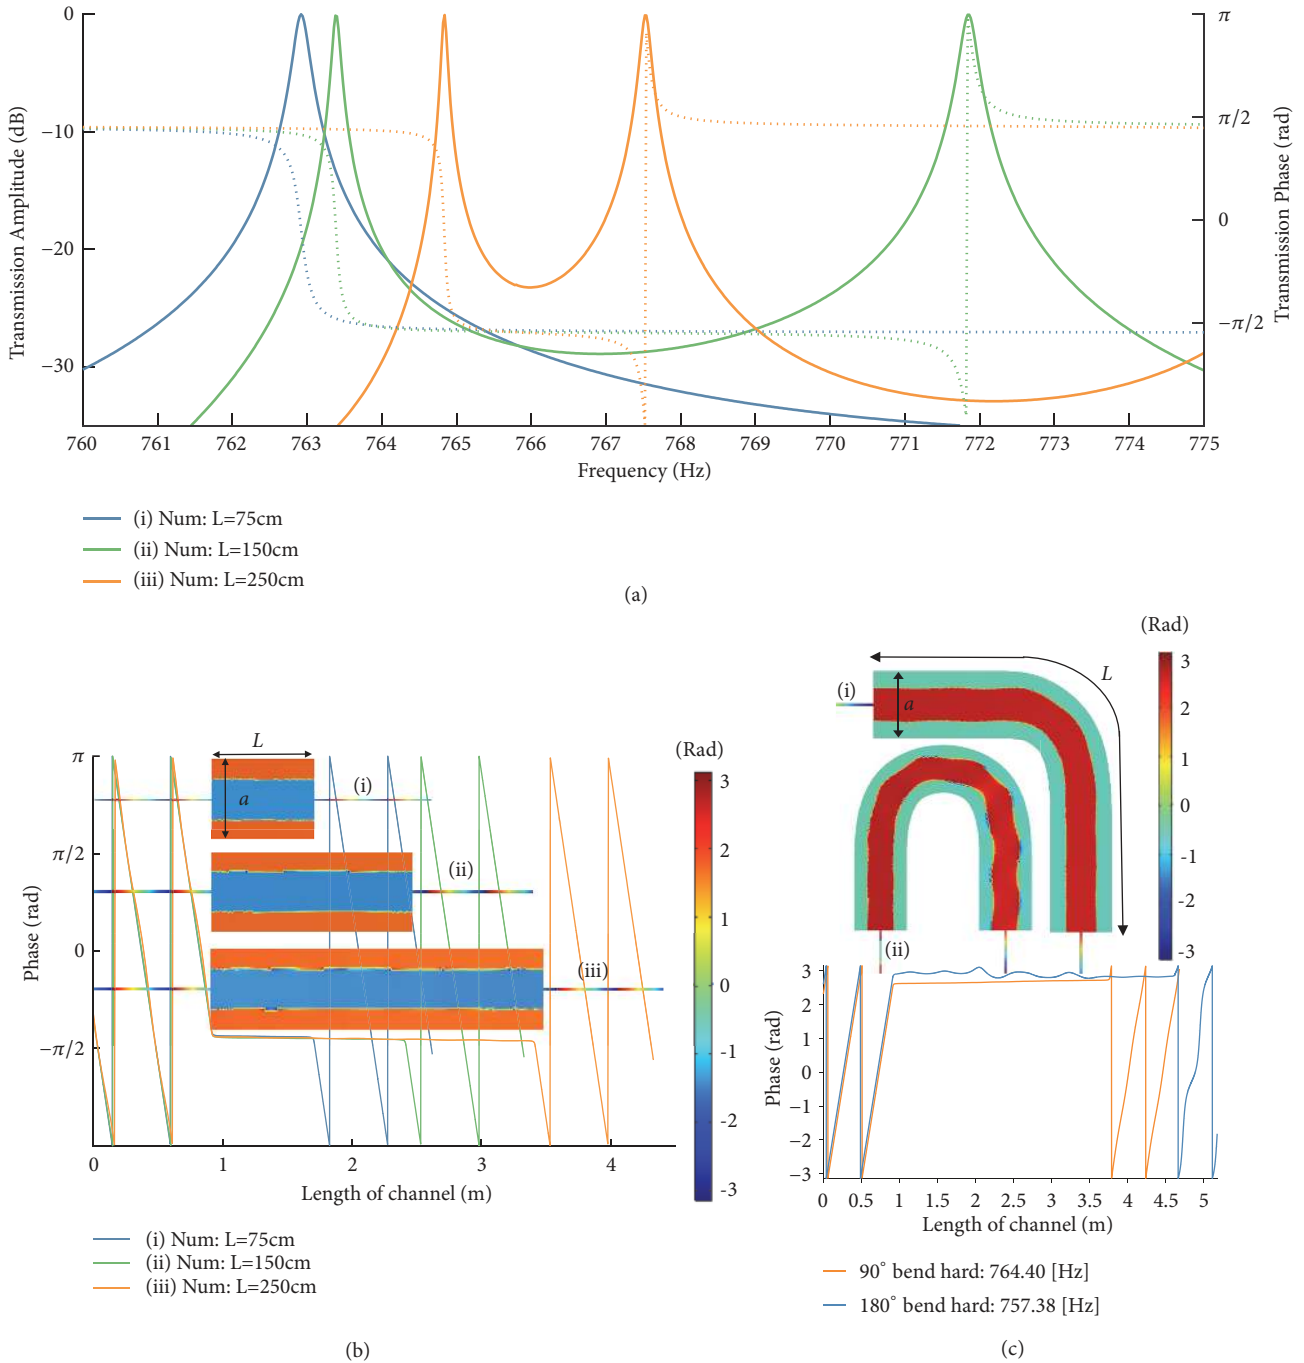 Transmission Amplitude (dB)
0
−10
−20
−30
π
π/2
0
−π/2
Transmission Phase (rad)
760 761 762 763 764 765 766 767 768 769 770 771 772 773 774 775
Frequency (Hz)
(i) Num: L=75cm
(ii) Num: L=150cm
(iii) Num: L=250cm
(a)
Phase (rad)
π
π/2
0
−π/2
L
a
(i)
(ii)
(iii)
(Rad)
3
2
1
0
-1
-2
-3
0 1 2 3 4
Length of channel (m)
(i) Num: L=75cm
(ii) Num: L=150cm
(iii) Num: L=250cm
(b)
(Rad)
3
2
1
0
-1
-2
-3
(i)
a
L
(ii)
Phase (rad)
3
2
1
0
−1
−2
−3
0 0.5 1 1.5 2 2.5 3 3.5 4 4.5 5
Length of channel (m)
90° bend hard: 764.40 [Hz]
180° bend hard: 757.38 [Hz]
(c)